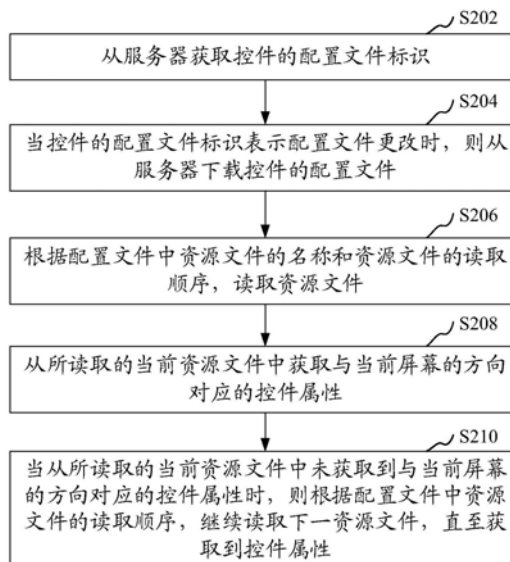 S202
从服务器获取控件的配置文件标识
S204
当控件的配置文件标识表示配置文件更改时,则从
服务器下载控件的配置文件
S206
根据配置文件中资源文件的名称和资源文件的读取
顺序,读取资源文件
S208
从所读取的当前资源文件中获取与当前屏幕的方向
对应的控件属性
S210
当从所读取的当前资源文件中未获取到与当前屏幕
的方向对应的控件属性时,则根据配置文件中资源
文件的读取顺序,继续读取下一资源文件,直至获
取到控件属性